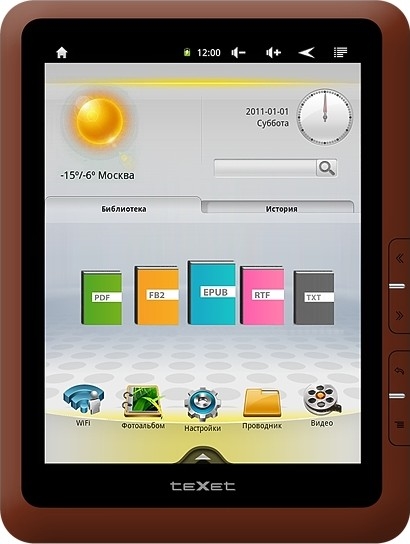 12:00
2011-01-01
Суббота
-15°/-6° Москва
Библиотека
История
PDF
FB2
EPUB
RTF
TXT
WiFi
Фотоальбом
Настройки
Проводник
Видео
teXet